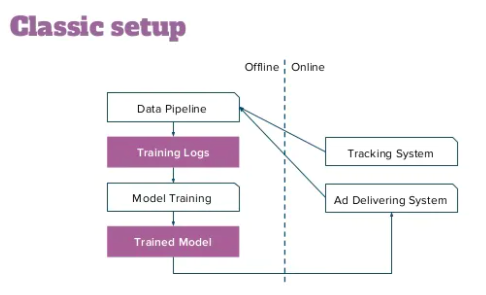 Classic setup
Offline
Online
Data Pipeline
Training Logs
Tracking System
Model Training
Ad Delivering System
Trained Model